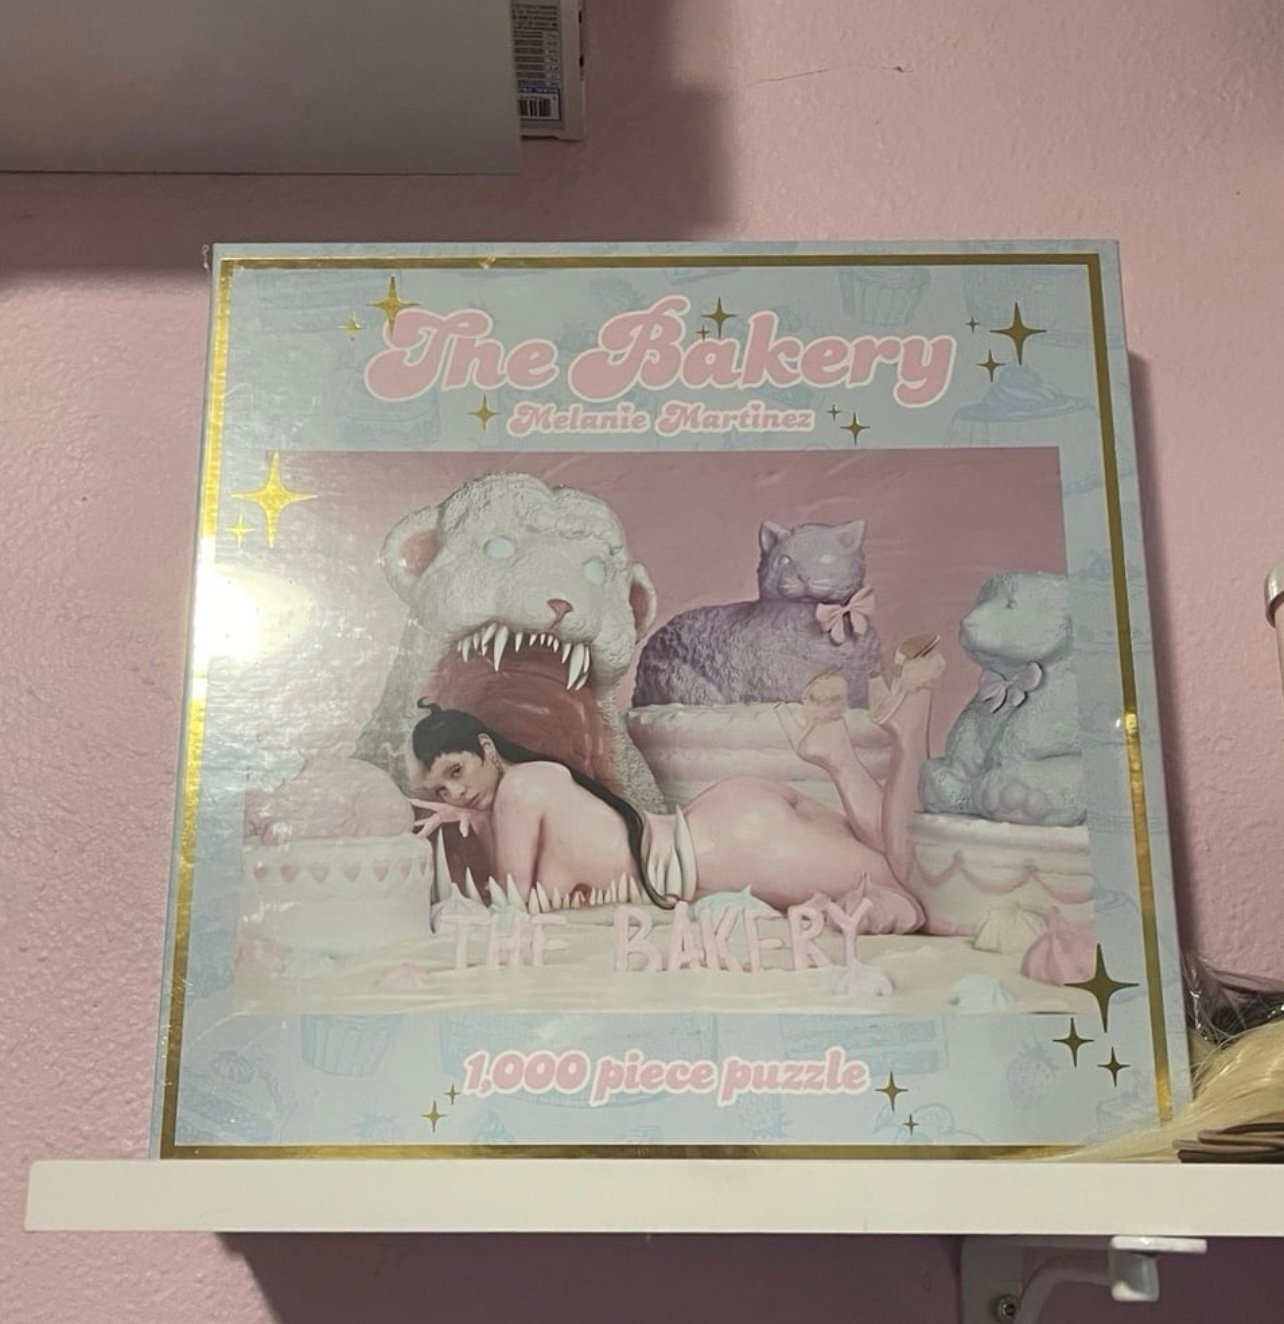 The Bakery
Melanie Martinez
THE BAKERY
1,000 piece puzzle